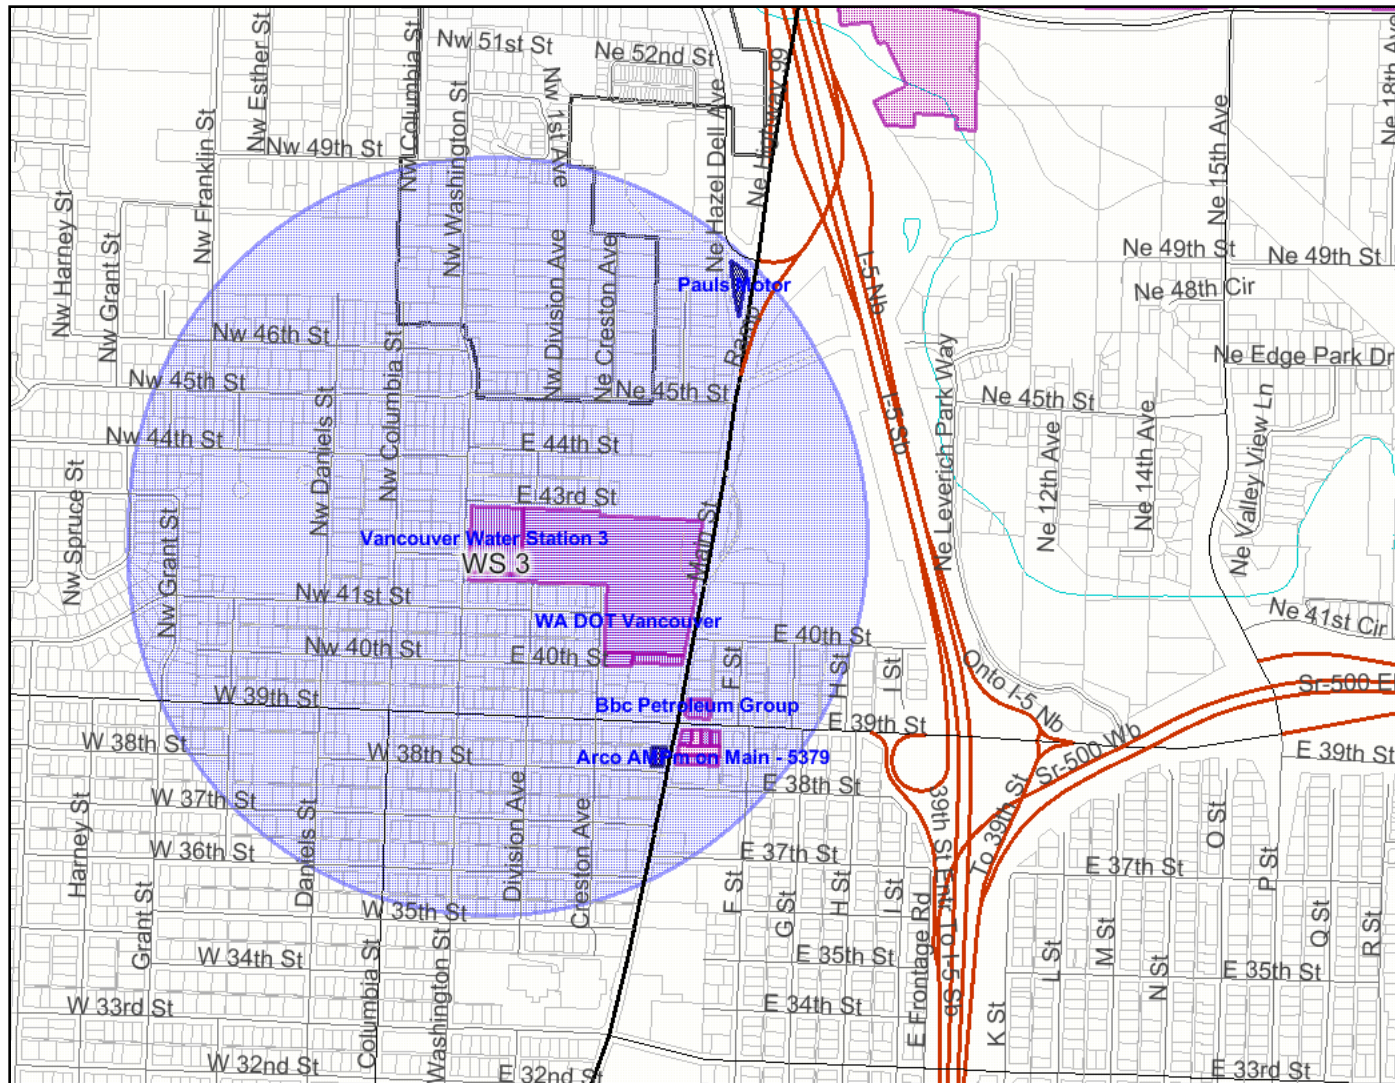 Nw 51st St
Ne 52nd St
Nw Esther St
Nw Columbia St
Nw 1st Ave
Ne Highway 99
Ne 18th Ave
Nw Franklin St
Nw 49th St
Nw Washington St
Ne Hazel Dell Ave
Ne 15th Ave
Nw Harney St
Nw Grant St
Nw Division Ave
Ne Creston Ave
Ne 49th St
Ne 49th St
Pauls Motor
I-5 Nb
Ne 48th Cir
Nw 46th St
Ramp
Ne Edge Park Dr
Nw 45th St
Nw Columbia St
Ne 45th St
Ne Leverich Park Way
Ne 45th St
Nw 44th St
Nw Daniels St
E 44th St
I-5 Sb
Ne 12th Ave
Ne 14th Ave
Ne Valley View Ln
Nw Spruce St
E 43rd St
Nw Grant St
Vancouver Water Station 3
Main St
WS 3
Nw 41st St
Ne 41st Cir
WA DOT Vancouver
Nw 40th St
E 40th St
E 40th St
F St
H St
I St
Onto I-5 Nb
W 39th St
Bbc Petroleum Group
E 39th St
Sr-500 E
W 38th St
W 38th St
Arco AMPm on Main - 5379
E 38th St
Sr-500 Wb
E 39th St
W 37th St
Harney St
Daniels St
Division Ave
Creston Ave
39th St Entr To I-5 Sb
To 39th St
O St
W 36th St
E 37th St
E 37th St
P St
Grant St
W 35th St
F St
G St
H St
I St
E Frontage Rd
L St
M St
N St
Q St
R St
W 34th St
Columbia St
Washington St
E 35th St
E 35th St
W 33rd St
E 34th St
K St
W 32nd St
E 32nd St
E 33rd St